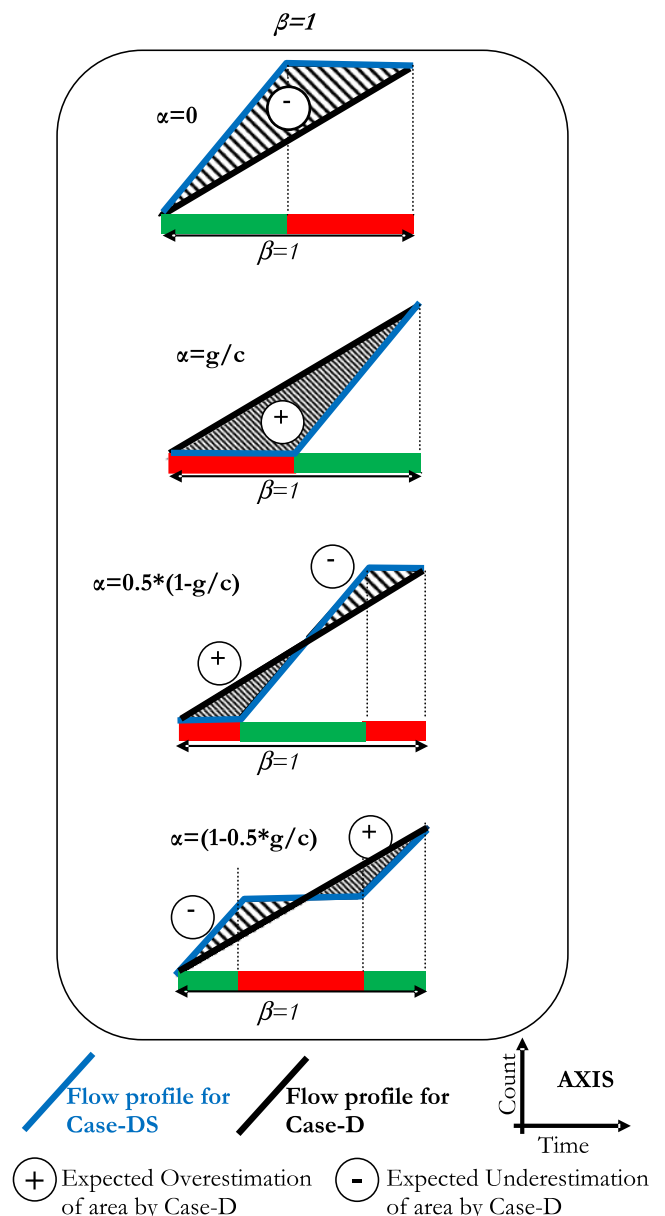 β=1
α=0
-
β=1
α=g/c
+
β=1
-
α=0.5*(1-g/c)
+
β=1
α=(1-0.5*g/c)
+
-
β=1
Flow profile for
Case-DS
Flow profile for
Case-D
Count
AXIS
Time
+ Expected Overestimation
of area by Case-D
- Expected Underestimation
of area by Case-D